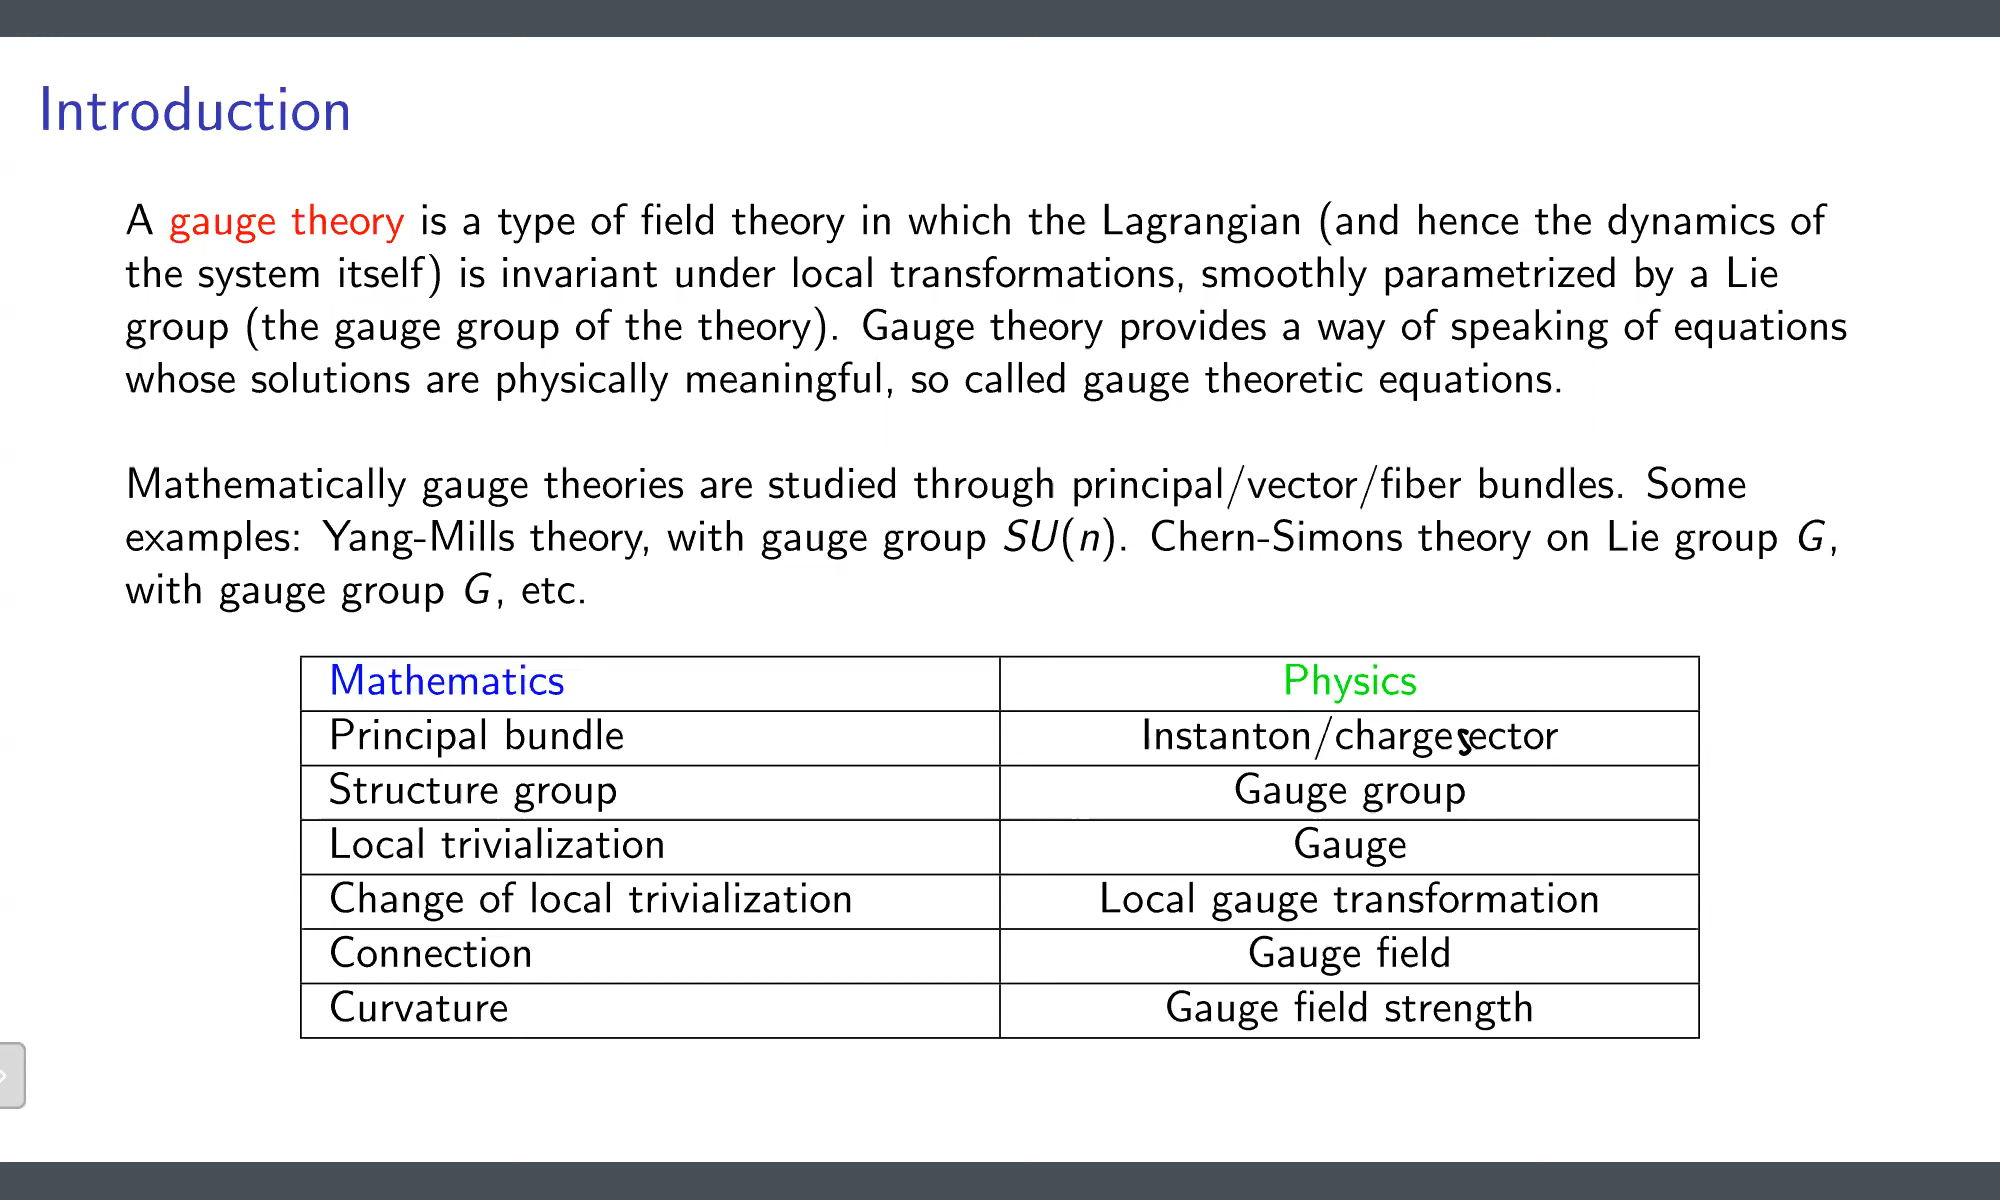 Introduction
A gauge theory is a type of field theory in which the Lagrangian (and hence the dynamics of
the system itself) is invariant under local transformations, smoothly parametrized by a Lie
group (the gauge group of the theory). Gauge theory provides a way of speaking of equations
whose solutions are physically meaningful, so called gauge theoretic equations.
Mathematically gauge theories are studied through principal/vector/fiber bundles. Some
examples: Yang-Mills theory, with gauge group SU(n). Chern-Simons theory on Lie group G,
with gauge group G, etc.
Mathematics Physics
Principal bundle Instanton/charge sector
Structure group Gauge group
Local trivialization Gauge
Change of local trivialization Local gauge transformation
Connection Gauge field
Curvature Gauge field strength